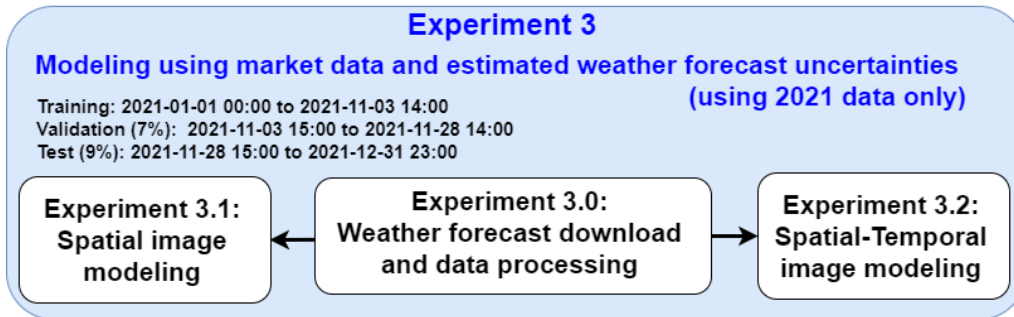 Experiment 3
Modeling using market data and estimated weather forecast uncertainties
(using 2021 data only)
Training: 2021-01-01 00:00 to 2021-11-03 14:00
Validation (7%): 2021-11-03 15:00 to 2021-11-28 14:00
Test (9%): 2021-11-28 15:00 to 2021-12-31 23:00
Experiment 3.1:
Spatial image
modeling
Experiment 3.0:
Weather forecast download
and data processing
Experiment 3.2:
Spatial-Temporal
image modeling